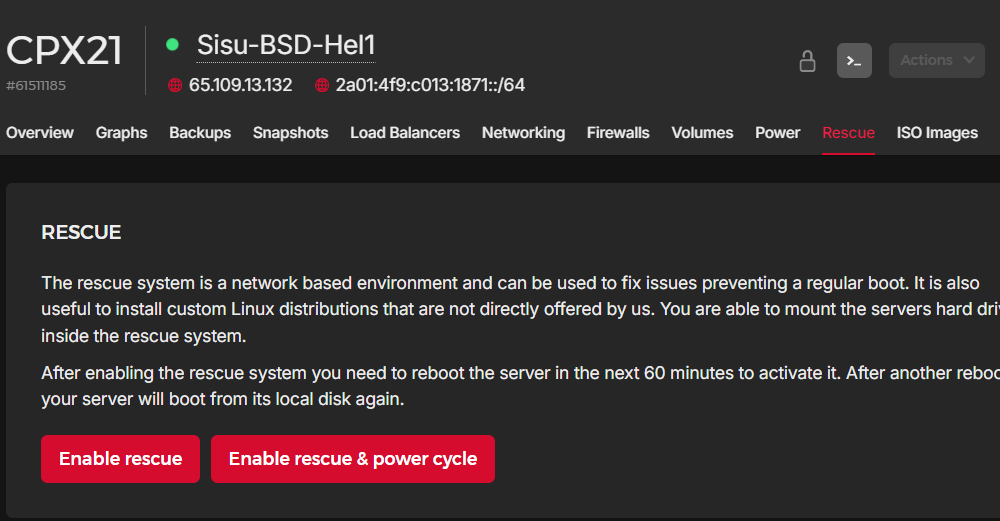 CPX21
#61511185
Sisu-BSD-Hel1
65.109.13.132 2a01:4f9:c013:1871::/64
>_
Actions
Overview Graphs Backups Snapshots Load Balancers Networking Firewalls Volumes Power Rescue ISO Images
RESCUE
The rescue system is a network based environment and can be used to fix issues preventing a regular boot. It is also
useful to install custom Linux distributions that are not directly offered by us. You are able to mount the servers hard
inside the rescue system.
After enabling the rescue system you need to reboot the server in the next 60 minutes to activate it. After another
your server will boot from its local disk again.
Enable rescue Enable rescue & power cycle